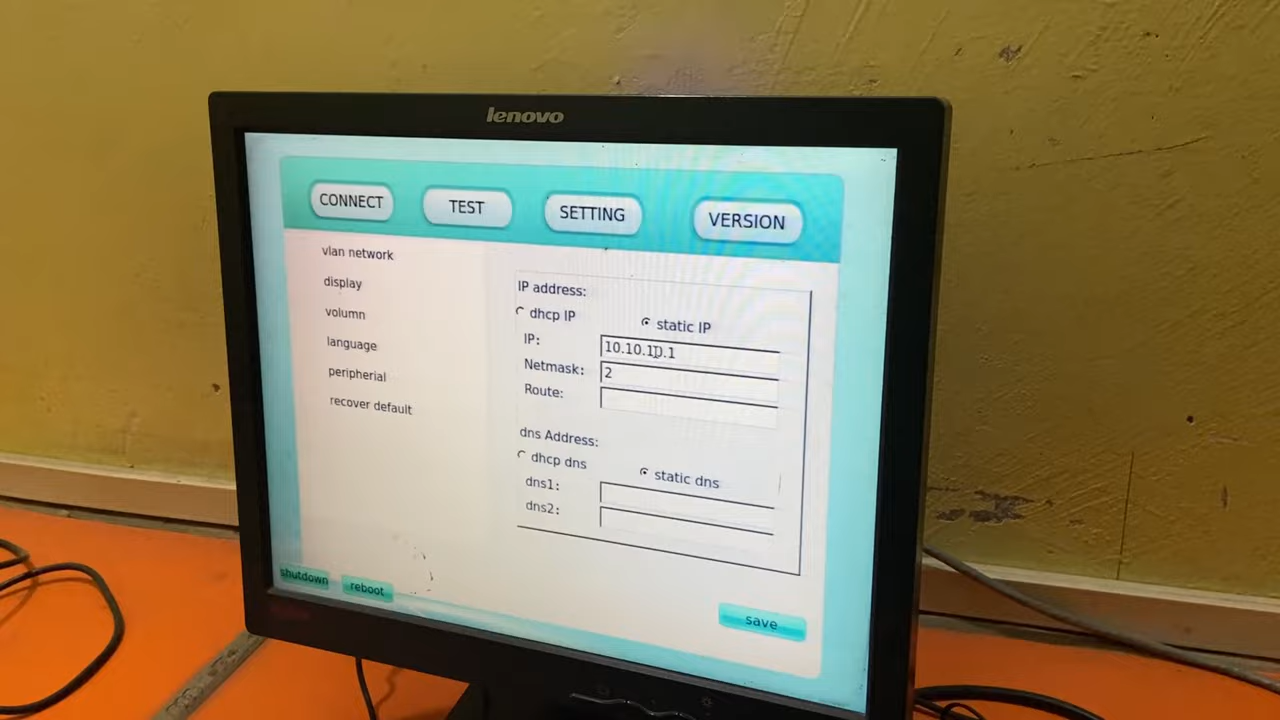 lenovo
CONNECT TEST SETTING VERSION
vlan network
display
volumn
language
peripherial
recover default
IP address:
dhcp IP static IP
IP: 10.10.10.1
Netmask: 2
Route:
dns Address:
dhcp dns static dns
dns1:
dns2:
shutdown reboot save